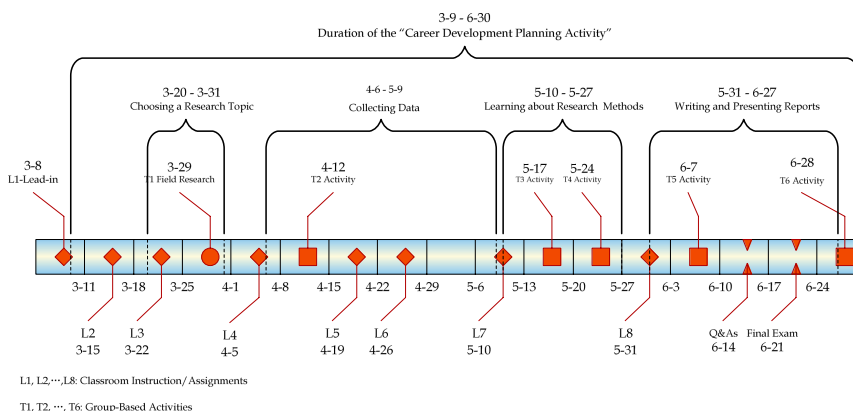 3-9 - 6-30
Duration of the “Career Development Planning Activity”
3-20 - 3-31
Choosing a Research Topic
4-6 - 5-9
Collecting Data
5-10 - 5-27
Learning about Research Methods
5-31 - 6-27
Writing and Presenting Reports
3-8
L1-Lead-in
3-29
T1 Field Research
4-12
T2 Activity
5-17
T3 Activity
5-24
T4 Activity
6-7
T5 Activity
6-28
T6 Activity
3-11 3-18 3-25 4-1 4-8 4-15 4-22 4-29 5-6 5-13 5-20 5-27 6-3 6-10 6-17 6-24
L2
3-15
L3
3-22
L4
4-5
L5
4-19
L6
4-26
L7
5-10
L8
5-31
Q&As
6-14
Final Exam
6-21
L1, L2,⋯,L8: Classroom Instruction/Assignments
T1, T2, ⋯, T6: Group-Based Activities